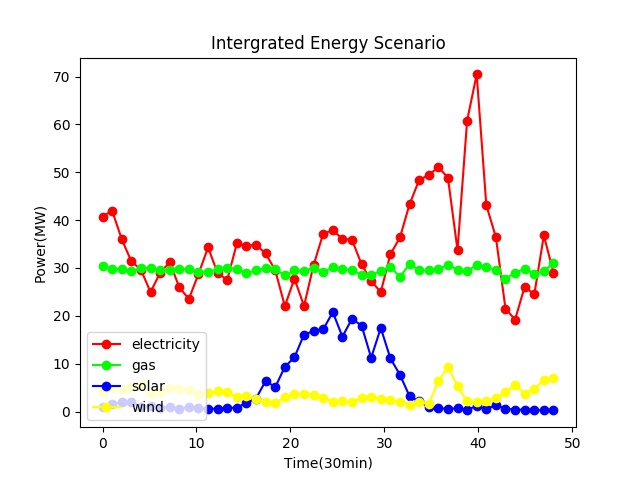 Intergrated Energy Scenario
Power(MW)
70
60
50
40
30
20
10
0
electricity
gas
solar
wind
0 10 20 30 40 50
Time(30min)